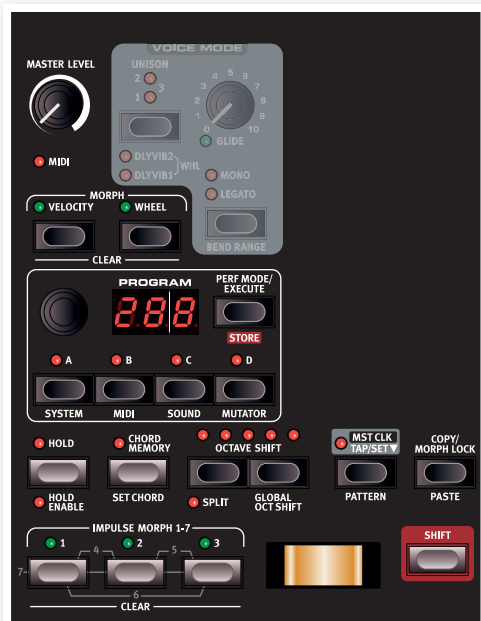 VOICE MODE
MASTER LEVEL
UNISON
2
1
3
0 1 2 3 4 5 6 7 8 9 10
GLIDE
MIDI
DLYVIB2
DLYVIB1
WHL
MONO
LEGATO
BEND RANGE
MORPH
VELOCITY
WHEEL
CLEAR
PROGRAM
288
PERF MODE/
EXECUTE
STORE
A
B
C
D
SYSTEM
MIDI
SOUND
MUTATOR
HOLD
CHORD
MEMORY
OCTAVE SHIFT
MST CLK
TAP/SET▼
COPY/
MORPH LOCK
HOLD
ENABLE
SET CHORD
SPLIT
GLOBAL
OCT SHIFT
PATTERN
PASTE
IMPULSE MORPH 1-7
1
2
3
4
5
7
6
CLEAR
SHIFT